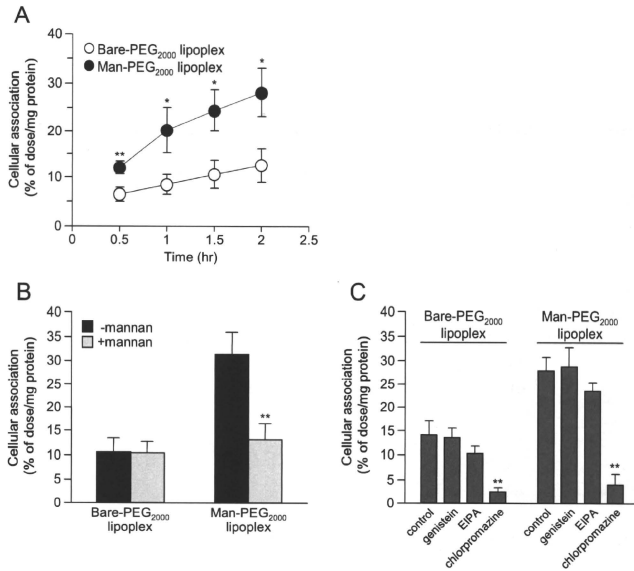 A
Bare-PEG2000 lipoplex
Man-PEG2000 lipoplex
Cellular association
(% of dose/mg protein)
40
30
20
10
0
**
*
*
*
0
0.5
1
1.5
2
2.5
Time (hr)
B
-mannan
+mannan
Cellular association
(% of dose/mg protein)
40
35
30
25
20
15
10
5
0
**
Bare-PEG2000
lipoplex
Man-PEG2000
lipoplex
C
Bare-PEG2000
lipoplex
Man-PEG2000
lipoplex
Cellular association
(% of dose/mg protein)
40
35
30
25
20
15
10
5
0
**
**
control
genistein
EIPA
chlorpromazine
control
genistein
EIPA
chlorpromazine